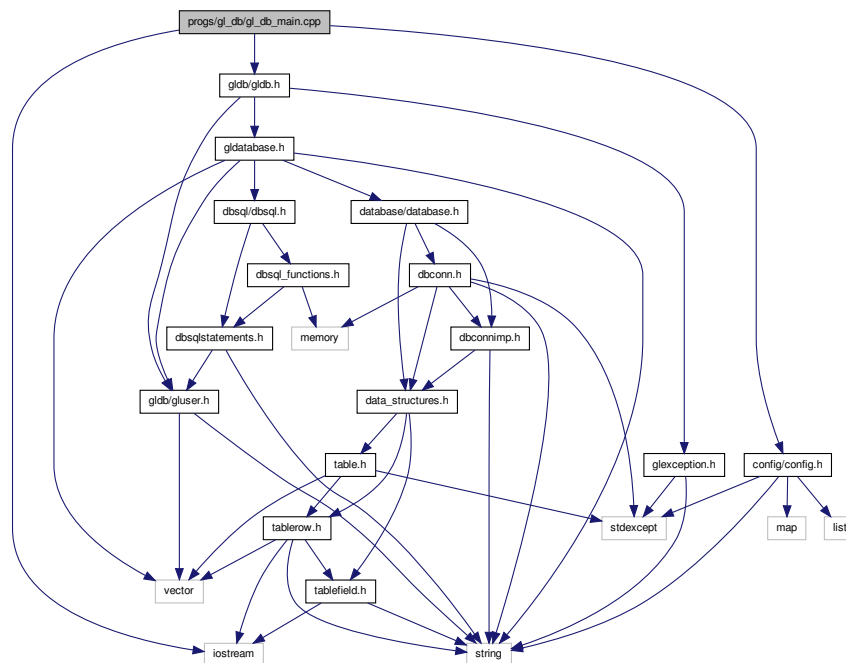 progs/gl_db/gl_db_main.cpp
gldb/gldb.h
gldatabase.h
dbsql/dbsql.h
database/database.h
dbsql_functions.h
dbconn.h
dbsqlstatements.h
memory
dbconnimp.h
gldb/gluser.h
data_structures.h
table.h
glexception.h
config/config.h
tablerow.h
stdexcept
map
list
vector
tablefield.h
iostream
string